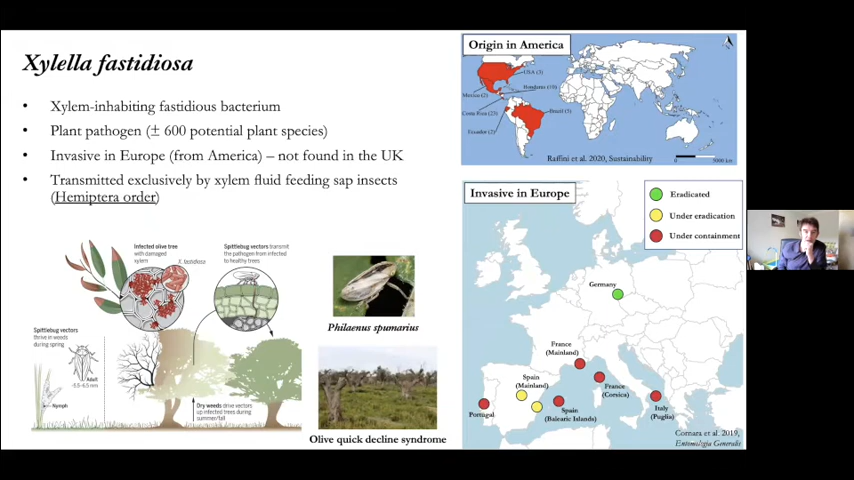 Xylella fastidiosa
• Xylem-inhabiting fastidious bacterium
• Plant pathogen (± 600 potential plant species)
• Invasive in Europe (from America) – not found in the UK
• Transmitted exclusively by xylem fluid feeding sap insects
(Hemiptera order)
Infected olive tree
with damaged
xylem
X. fastidiosa
Spittlebug vectors transmit
the pathogen from infected
to healthy trees
Spittlebug vectors
thrive in weeds
during spring
Adult
5.5–6.5 mm
Nymph
Dry weeds drive vectors
up infected trees during
summer/fall
Philaenus spumarius
Olive quick decline syndrome
Origin in America
USA (3)
Mexico (2)
Honduras (10)
Costa Rica (23)
Brazil (5)
Ecuador (2)
Raffini et al. 2020, Sustainability
5000 km
Invasive in Europe
Eradicated
Under eradication
Under containment
Germany
France
(Mainland)
Spain
(Mainland)
France
(Corsica)
Portugal
Spain
(Balearic Islands)
Italy
(Puglia)
Cornara et al. 2019,
Entomologia Generalis